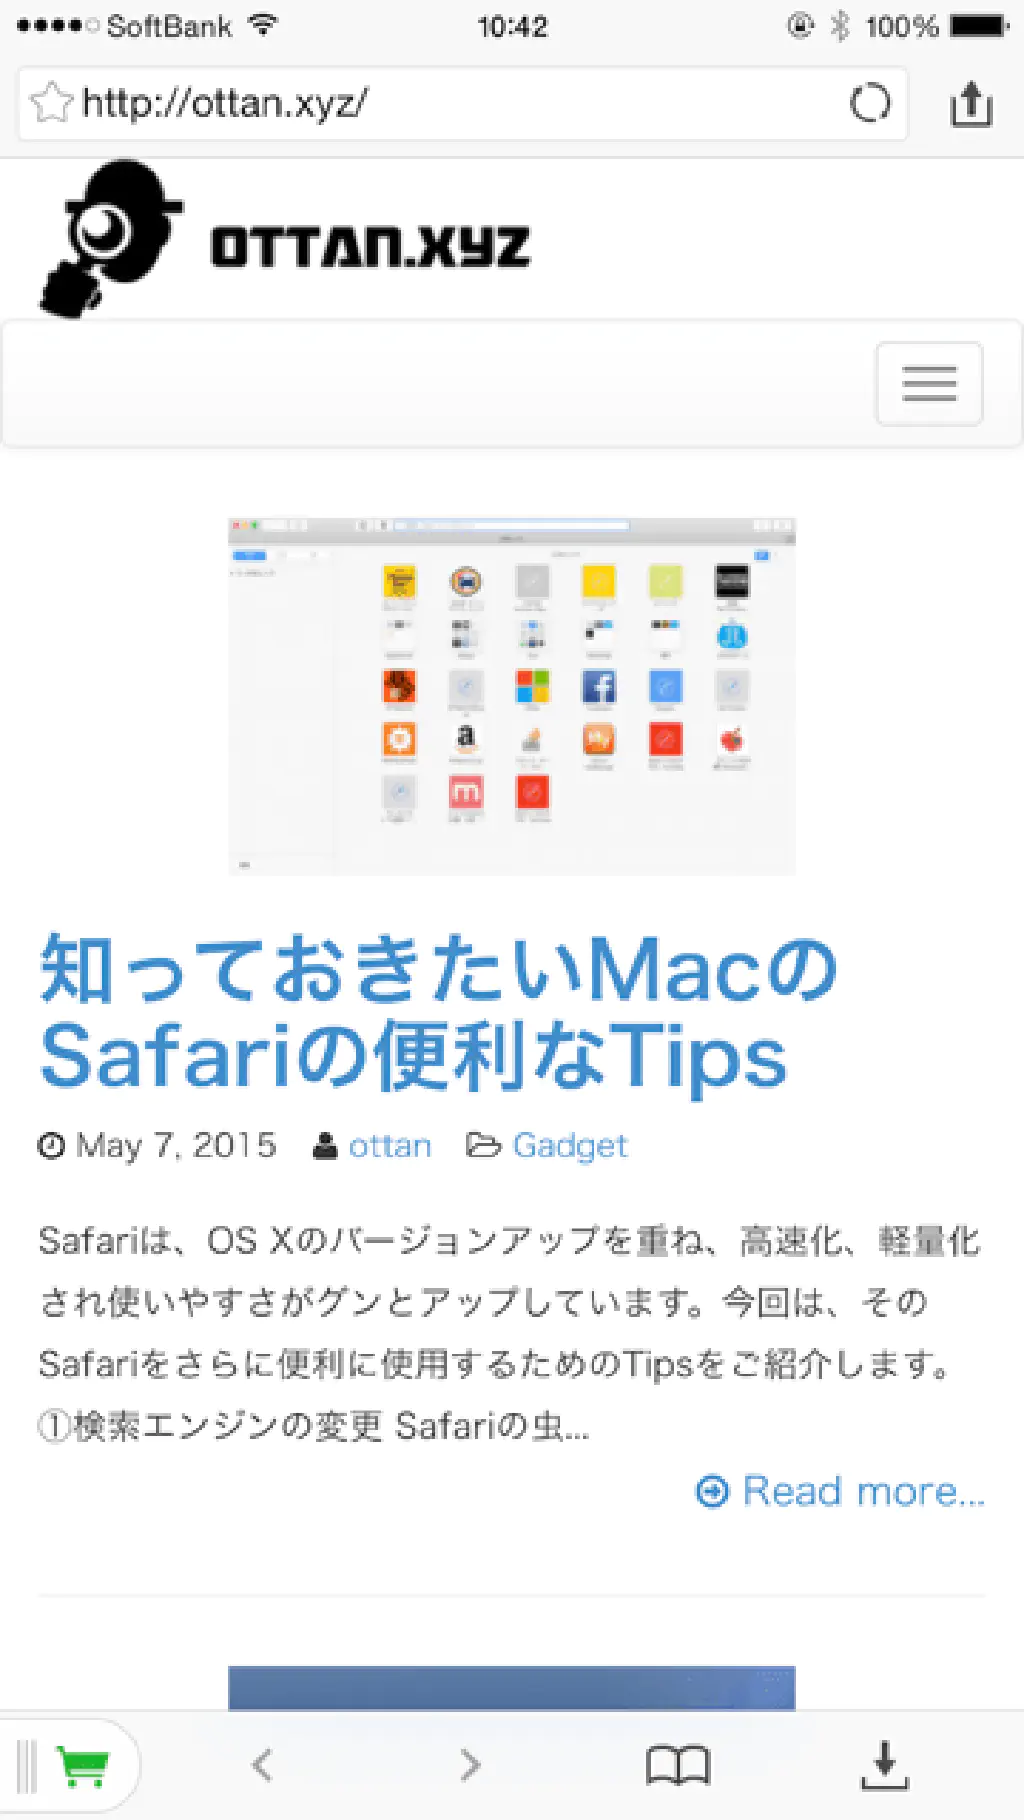 SoftBank 10:42 100%
http://ottan.xyz/
OTTAN.XYZ
知っておきたいMacの
Safariの便利なTips
May 7, 2015 ottan Gadget
Safariは、OS Xのバージョンアップを重ね、高速化、軽量化
され使いやすさがグンとアップしています。今回は、その
Safariをさらに便利に使用するためのTipsをご紹介します。
①検索エンジンの変更 Safariの虫...
Read more...